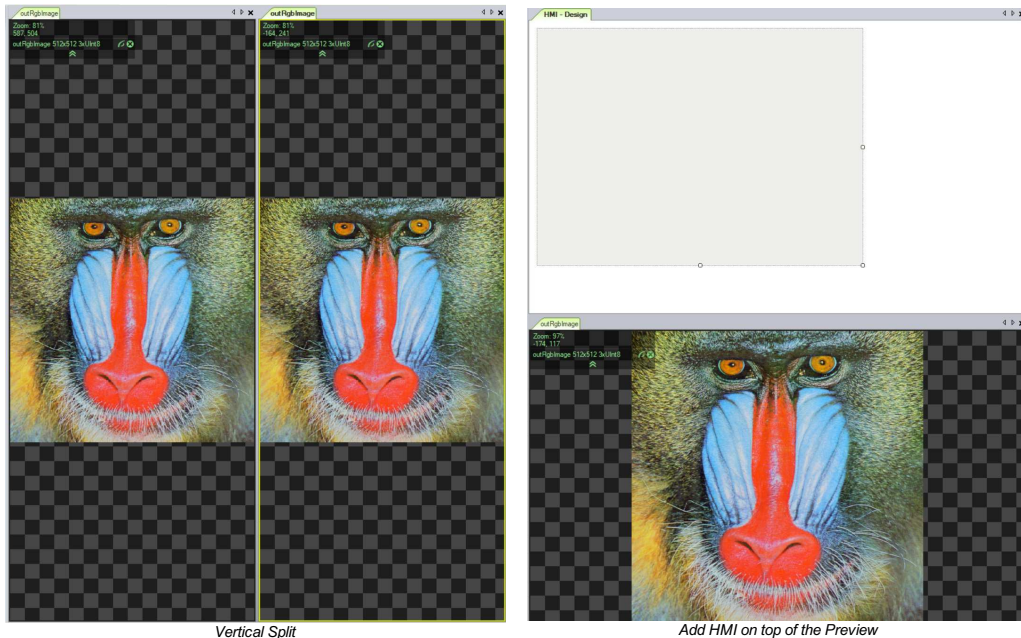 outRgbImage
Zoom: 81%
587, 504
outRgbImage 512x512 3xUInt8
outRgbImage
Zoom: 81%
-164, 241
outRgbImage 512x512 3xUInt8
Vertical Split
HMI - Design
outRgbImage
Zoom: 97%
-174, 117
outRgbImage 512x512 3xUInt8
Add HMI on top of the Preview